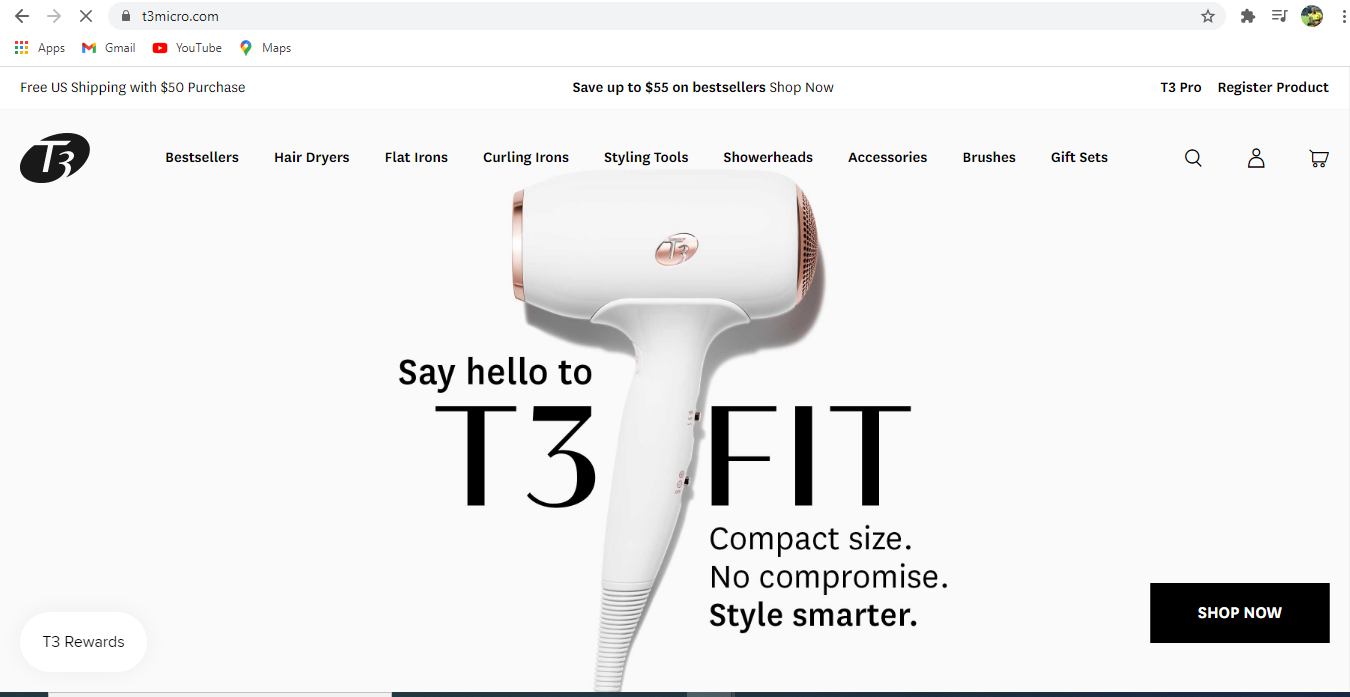 t3micro.com
Apps Gmail YouTube Maps
Free US Shipping with $50 Purchase Save up to $55 on bestsellers Shop Now T3 Pro Register Product
T3 Bestsellers Hair Dryers Flat Irons Curling Irons Styling Tools Showerheads Accessories Brushes Gift Sets
T3
Say hello to
T3 FIT
Compact size.
No compromise.
Style smarter.
SHOP NOW
T3 Rewards